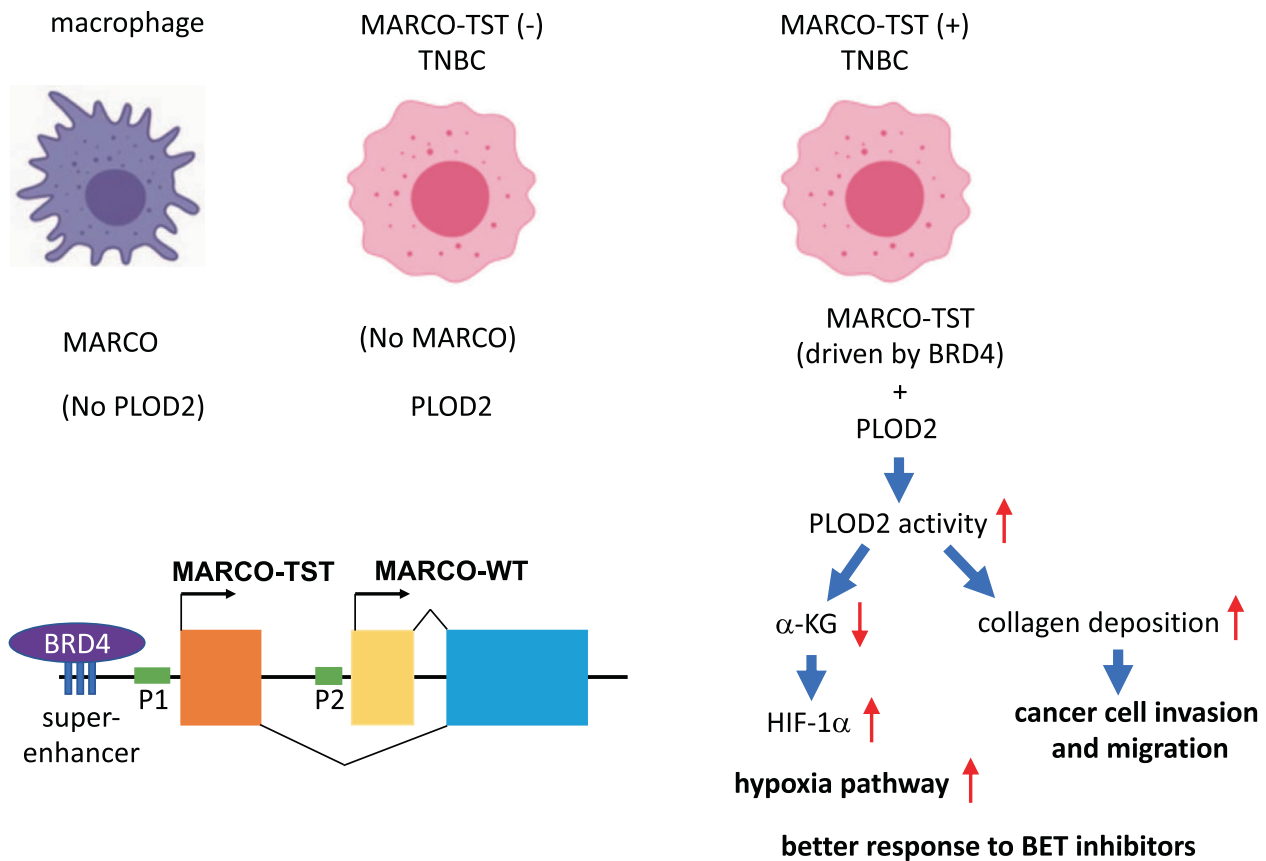 macrophage
MARCO-TST (-)
TNBC
MARCO-TST (+)
TNBC
MARCO
(No PLOD2)
(No MARCO)
PLOD2
MARCO-TST
(driven by BRD4)
+
PLOD2
PLOD2 activity
α-KG
HIF-1α
hypoxia pathway
collagen deposition
cancer cell invasion
and migration
better response to BET inhibitors
MARCO-TST
MARCO-WT
BRD4
P1
P2
super-
enhancer